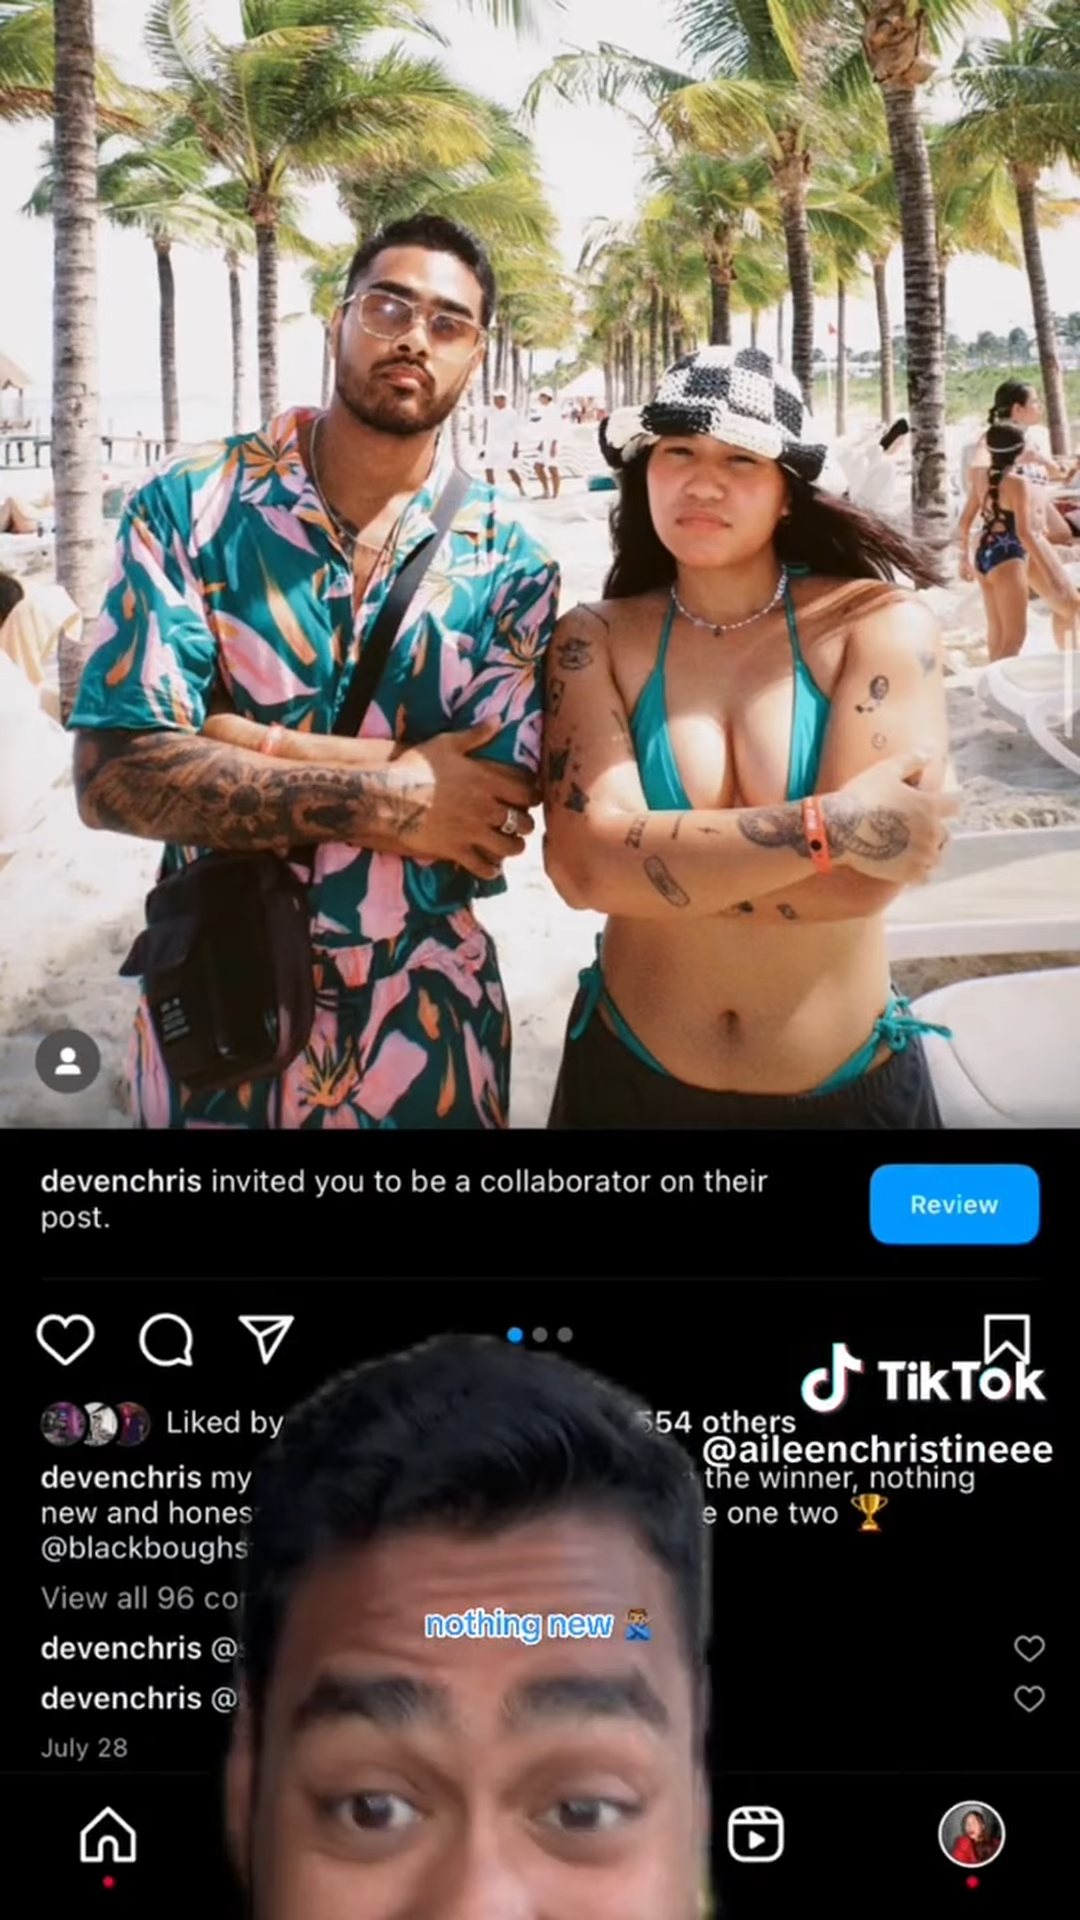 devenchris invited you to be a collaborator on their
post.
Review
TikTok
Liked by
554 others
@aileenchristineee
devenchris my
the winner, nothing
new and hones
e one two 🏆
@blackboughs
View all 96 co
nothing new 🙅🏾‍♂️
devenchris @
devenchris @
July 28